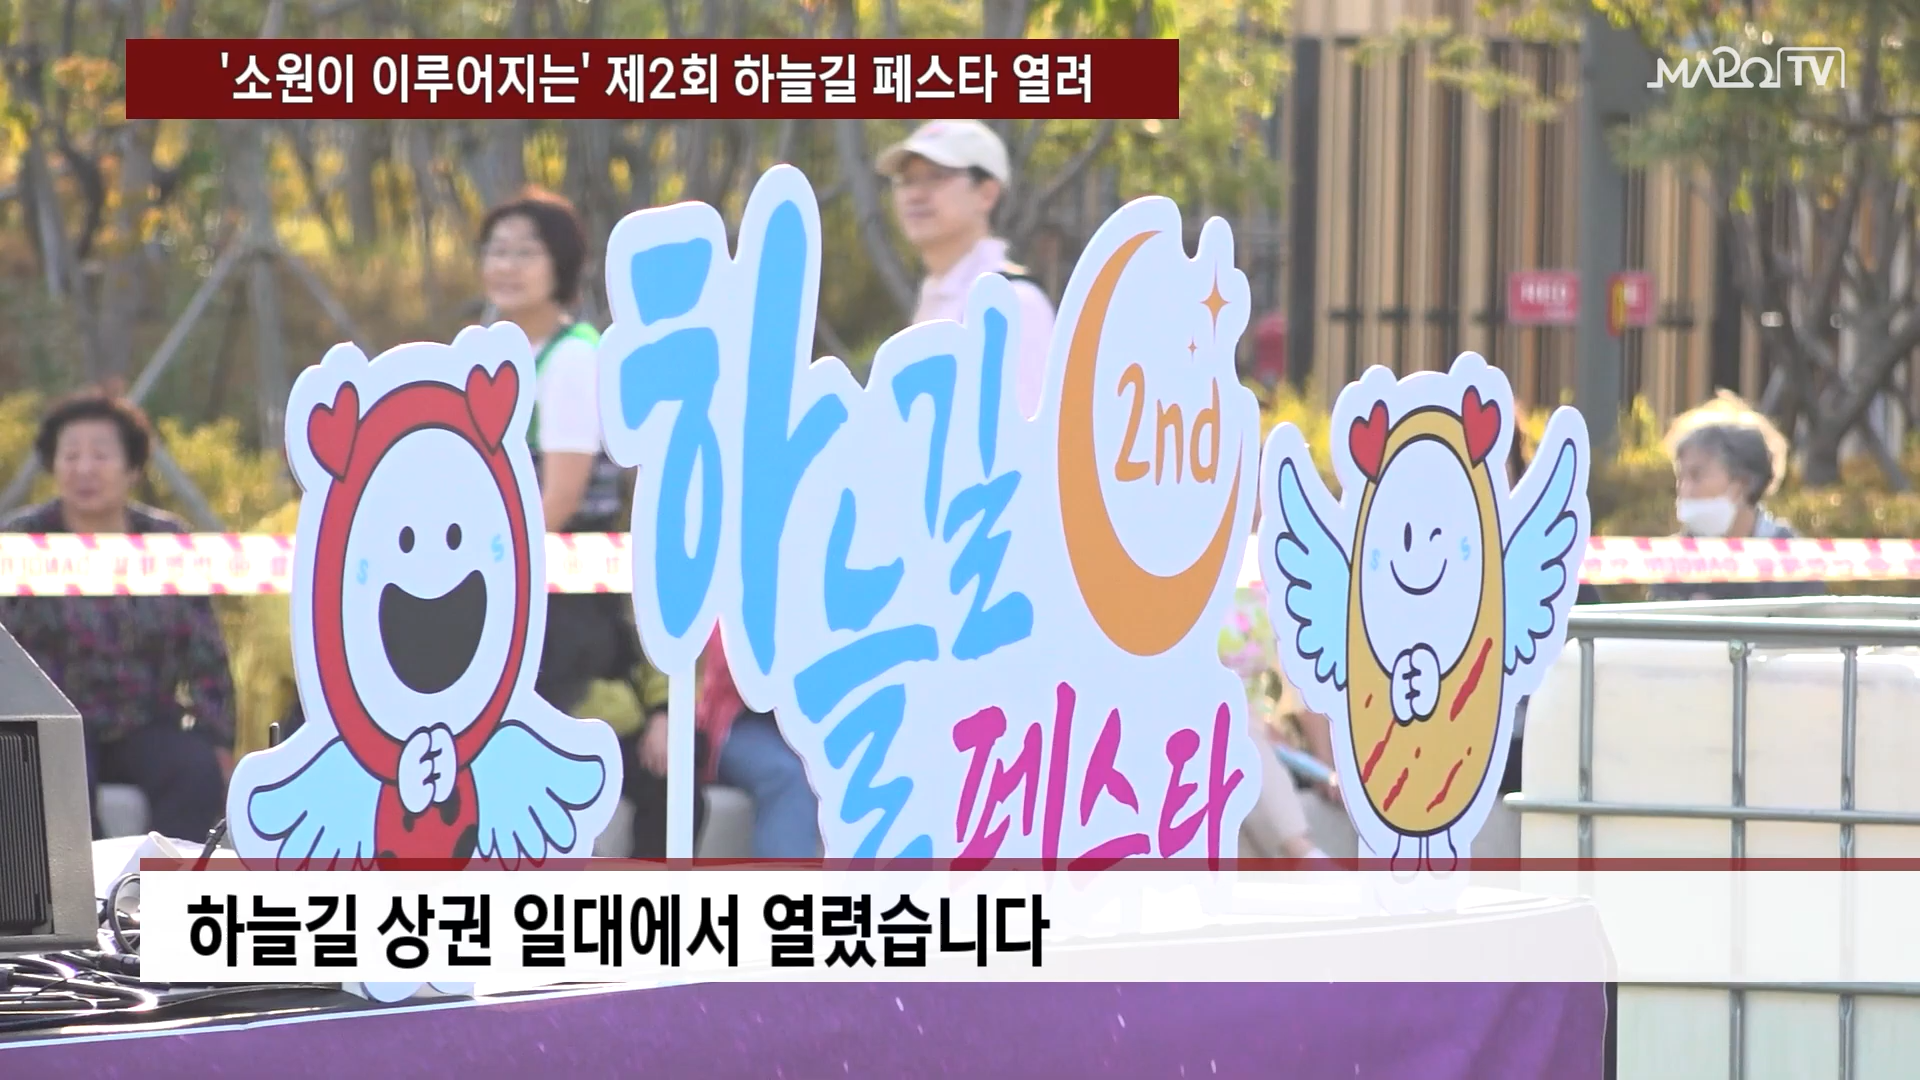 '소원이 이루어지는' 제2회 하늘길 페스타 열려
MAPO TV
하늘길
2nd
페스타
하늘길 상권 일대에서 열렸습니다